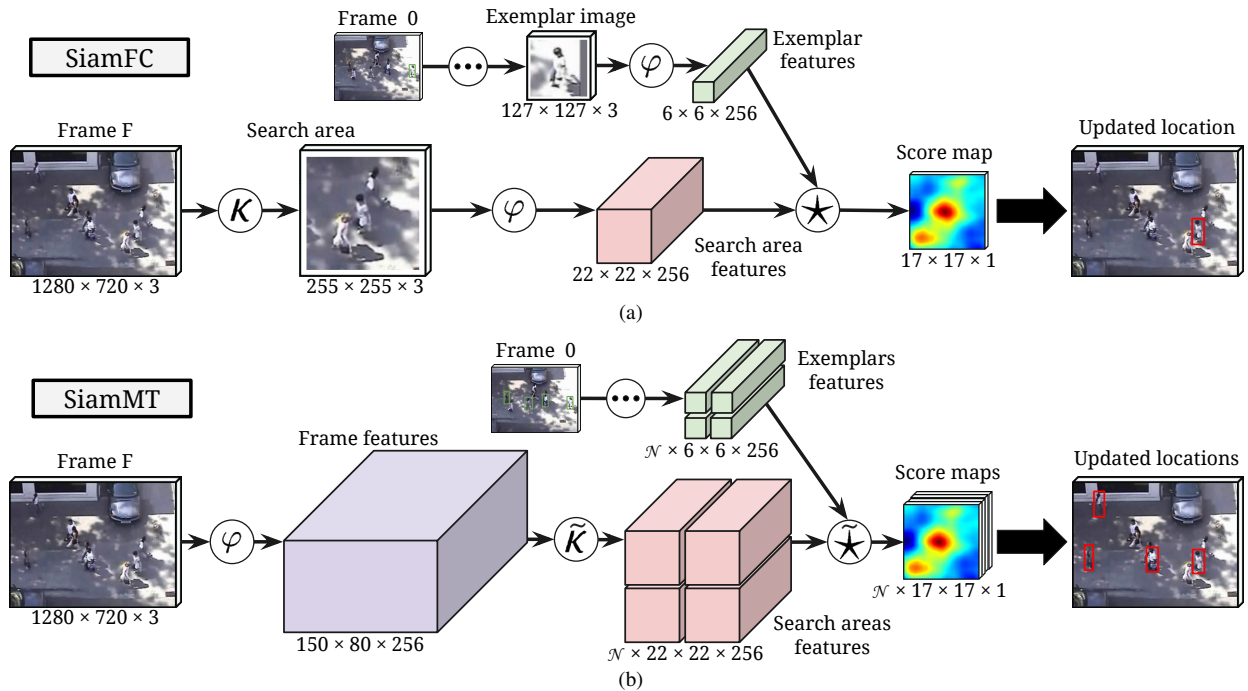 SiamFC
Frame 0
Exemplar image
φ
Exemplar
features
127 × 127 × 3
6 × 6 × 256
Frame F
Search area
Score map
Updated location
κ
φ
1280 × 720 × 3
255 × 255 × 3
22 × 22 × 256
Search area
features
17 × 17 × 1
(a)
SiamMT
Frame 0
Exemplars
features
Frame features
𝒩 × 6 × 6 × 256
Frame F
Score maps
Updated locations
φ
κ̃
1280 × 720 × 3
150 × 80 × 256
𝒩 × 22 × 22 × 256
Search areas
features
𝒩 × 17 × 17 × 1
(b)